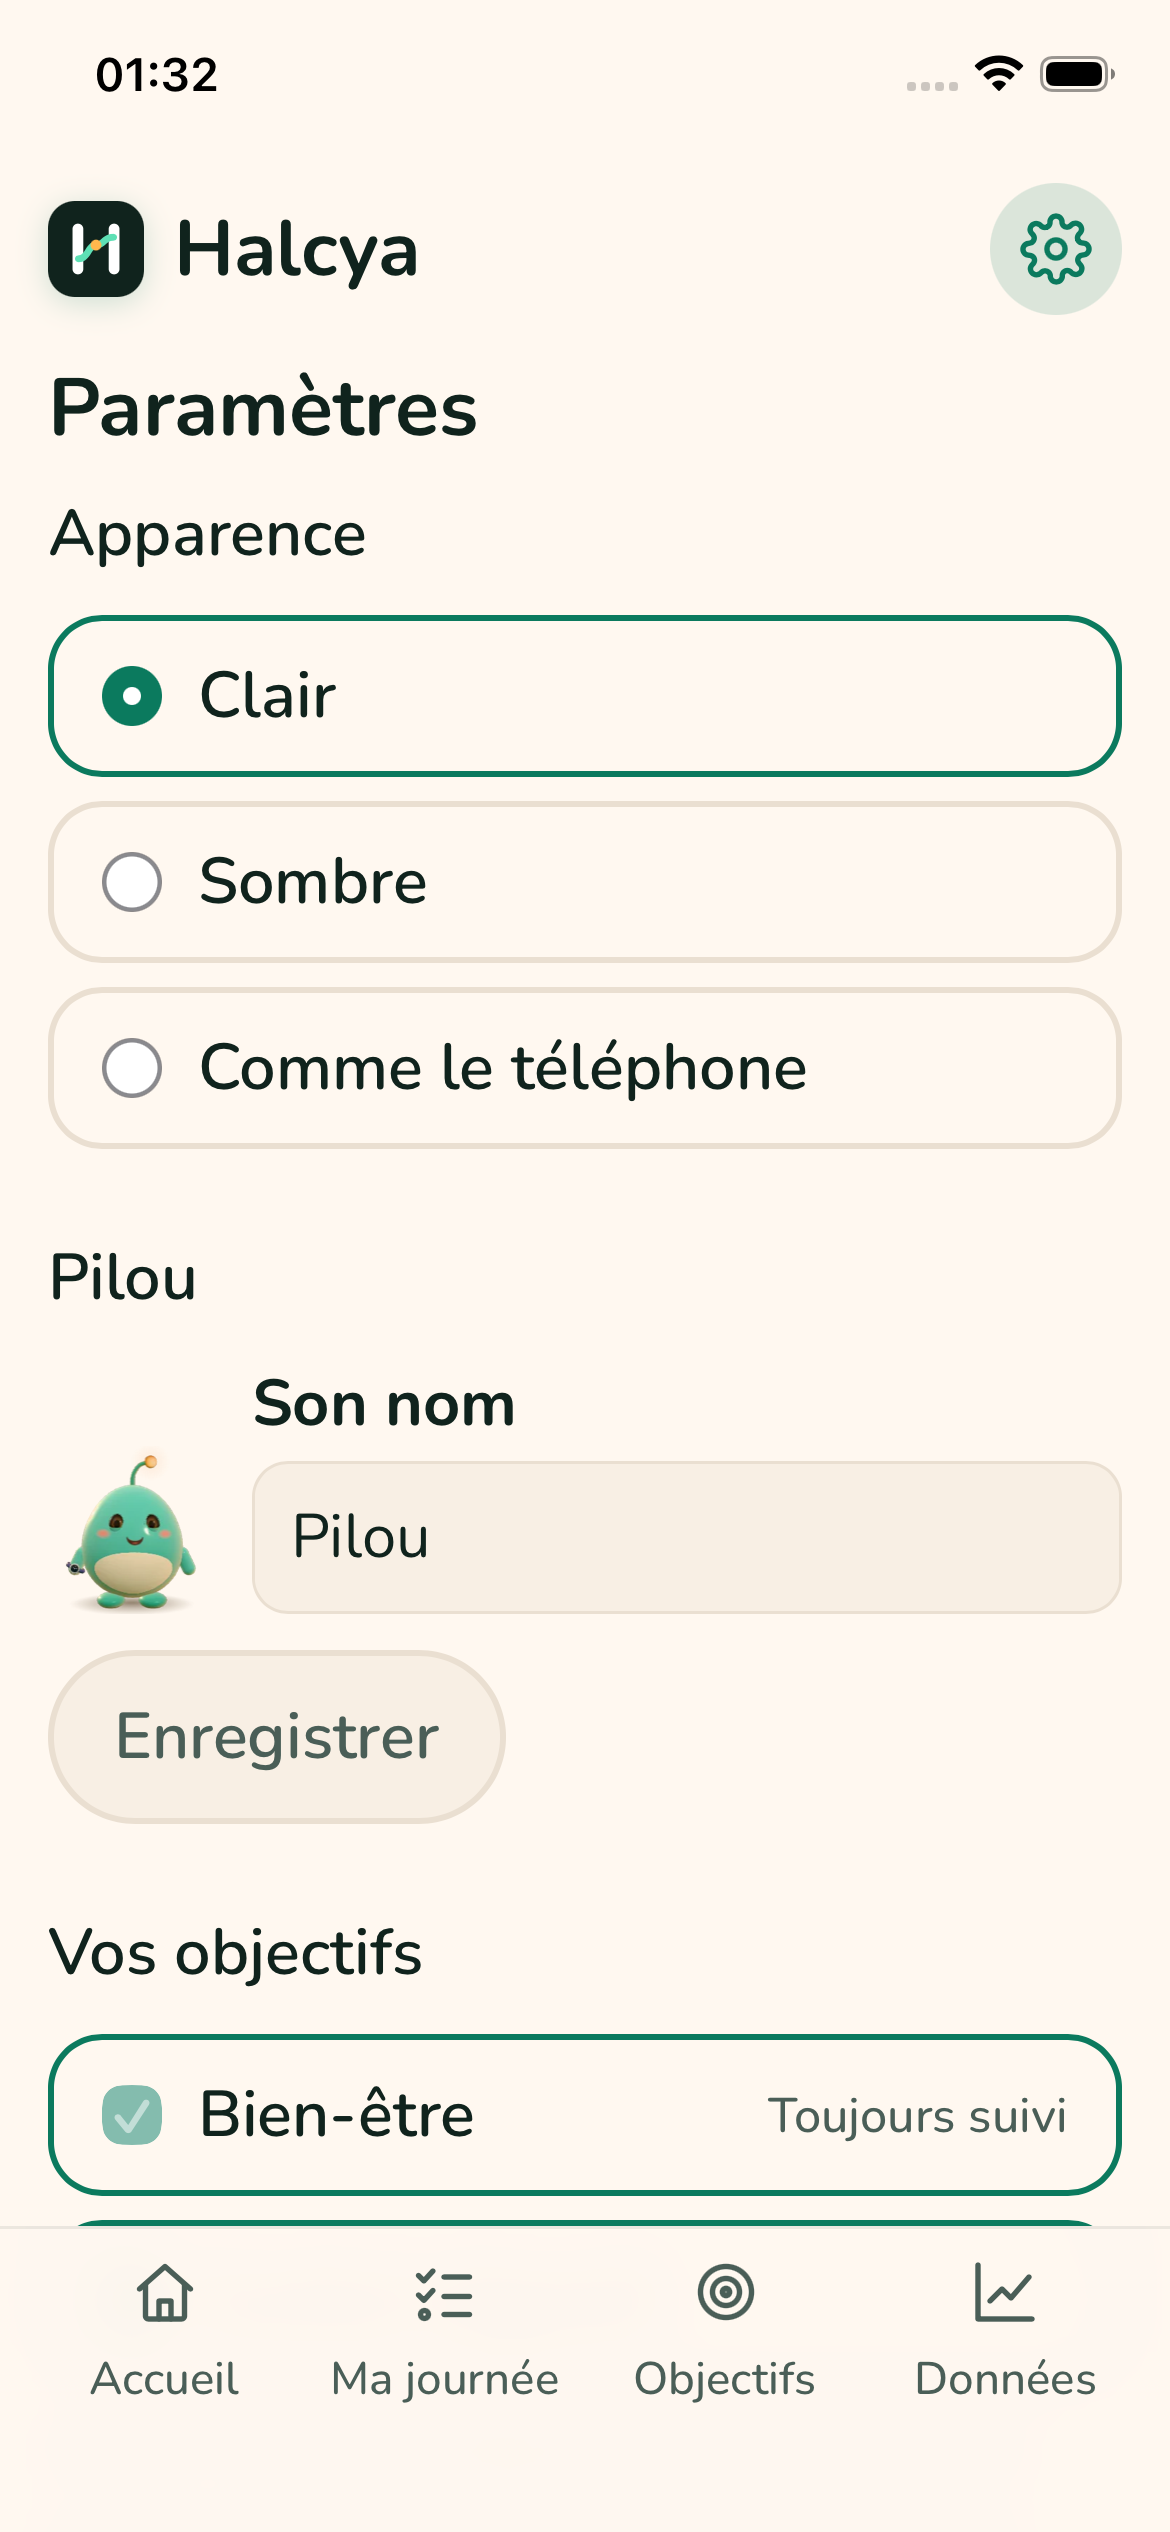 01:32
Halcya
Paramètres
Apparence
Clair
Sombre
Comme le téléphone
Pilou
Son nom
Pilou
Enregistrer
Vos objectifs
Bien-être Toujours suivi
Accueil Ma journée Objectifs Données